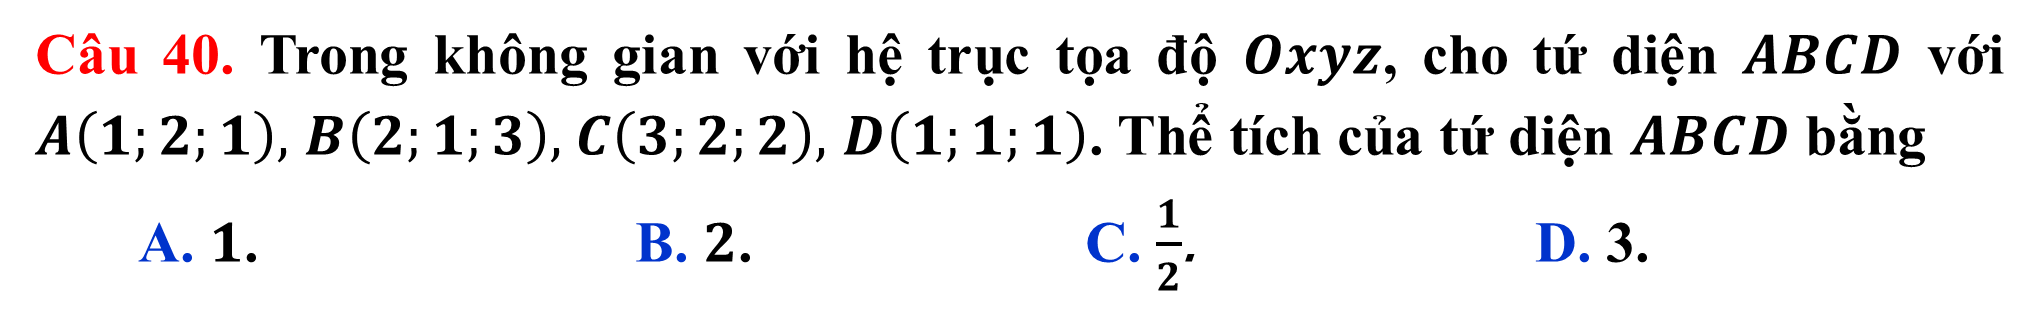 Câu 40. Trong không gian với hệ trục tọa độ Oxyz, cho tứ diện ABCD với
A(1; 2; 1), B(2; 1; 3), C(3; 2; 2), D(1; 1; 1). Thể tích của tứ diện ABCD bằng
A. 1. B. 2. C. 1/2. D. 3.